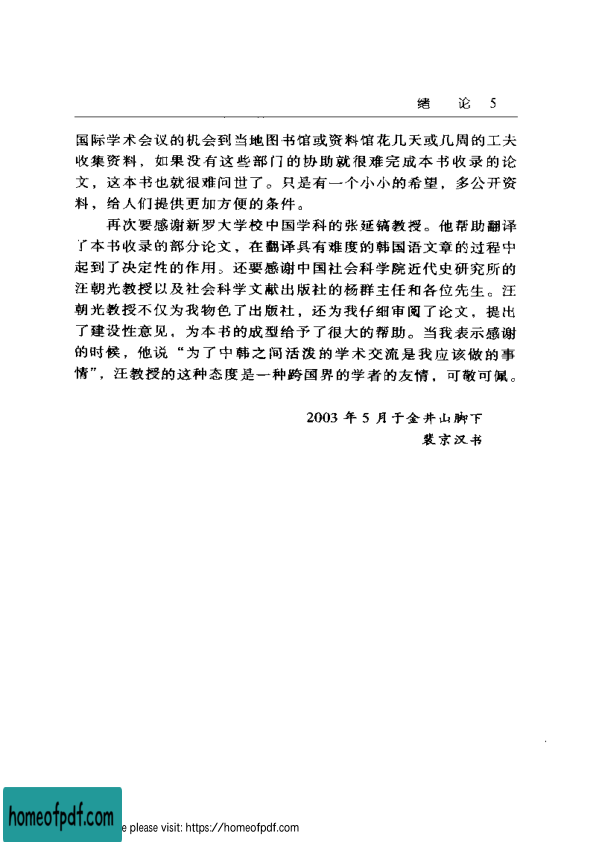 绪 论 5
国际学术会议的机会到当地图书馆或资料馆花几天或几周的工夫
收集资料，如果没有这些部门的协助就很难完成本书收录的论
文，这本书也就很难问世了。只是有一个小小的希望，多公开资
料，给人们提供更加方便的条件。
再次要感谢新罗大学校中国学科的张延镐教授。他帮助翻译
了本书收录的部分论文，在翻译具有难度的韩国语文章的过程中
起到了决定性的作用。还要感谢中国社会科学院近代史研究所的
汪朝光教授以及社会科学文献出版社的杨群主任和各位先生。汪
朝光教授不仅为我物色了出版社，还为我仔细审阅了论文，提出
了建设性意见，为本书的成型给予了很大的帮助。当我表示感谢
的时候，他说“为了中韩之间活泼的学术交流是我应该做的事
情”，汪教授的这种态度是一种跨国界的学者的友情，可敬可佩。
2003 年 5 月于金井山脚下
裴京汉书
homeofpdf.com
e please visit: https://homeofpdf.com